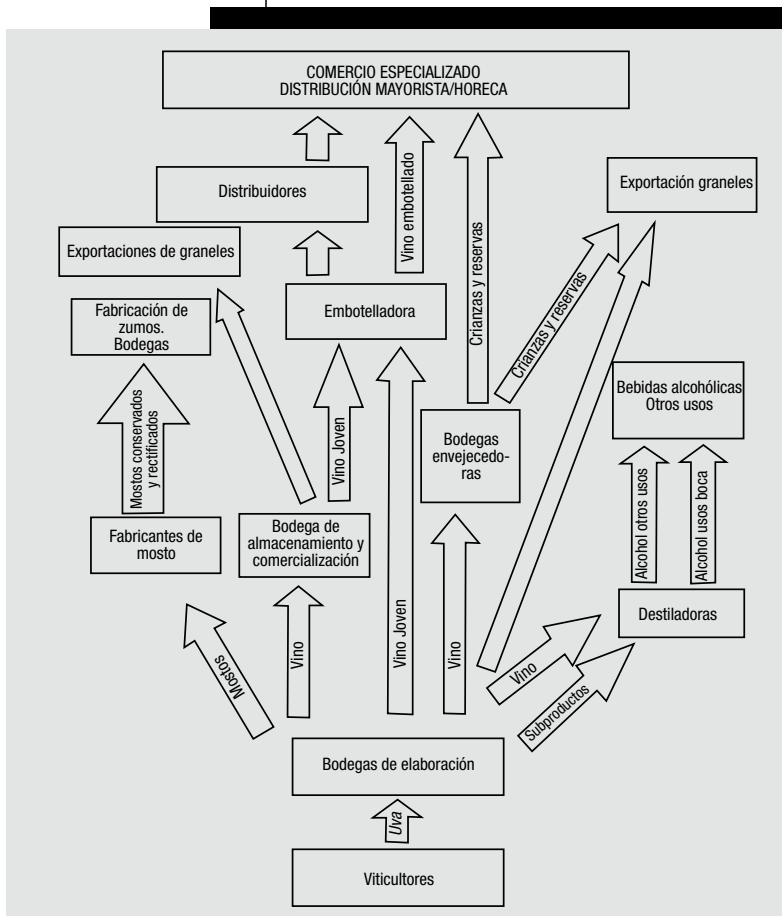 COMERCIO ESPECIALIZADO
DISTRIBUCIÓN MAYORISTA/HORECA
Distribuidores
Vino embotellado
Exportación graneles
Exportaciones de graneles
Crianzas y reservas
Crianzas y reservas
Fabricación de
zumos.
Bodegas
Embotelladora
Bebidas alcohólicas
Otros usos
Mostos conservados
y rectificados
Vino Joven
Bodegas
envejecedo-
ras
Alcohol otros usos
Alcohol usos boca
Fabricantes de
mosto
Bodega de
almacenamiento y
comercialización
Destiladoras
Mostos
Vino
Vino Joven
Vino
Vino
Subproductos
Bodegas de elaboración
Uva
Viticultores